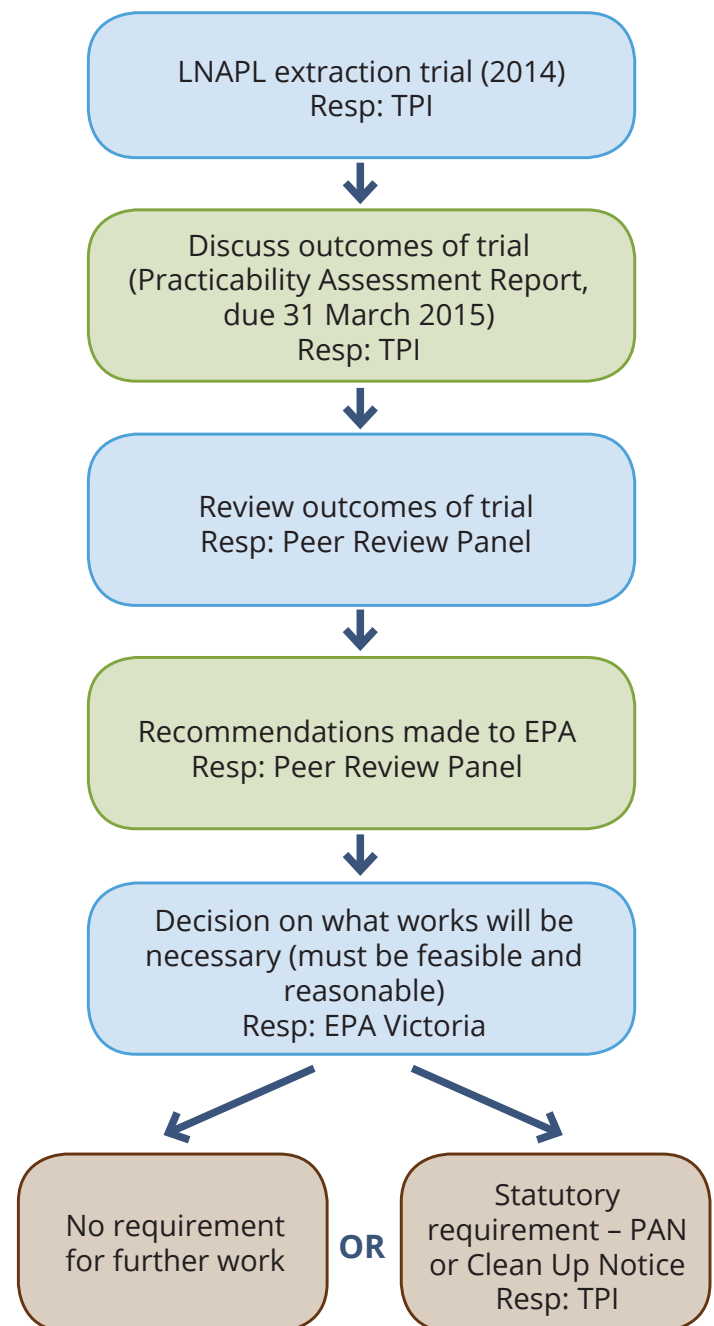 LNAPL extraction trial (2014)
Resp: TPI
Discuss outcomes of trial
(Practicability Assessment Report,
due 31 March 2015)
Resp: TPI
Review outcomes of trial
Resp: Peer Review Panel
Recommendations made to EPA
Resp: Peer Review Panel
Decision on what works will be
necessary (must be feasible and
reasonable)
Resp: EPA Victoria
No requirement
for further work
OR
Statutory
requirement – PAN
or Clean Up Notice
Resp: TPI